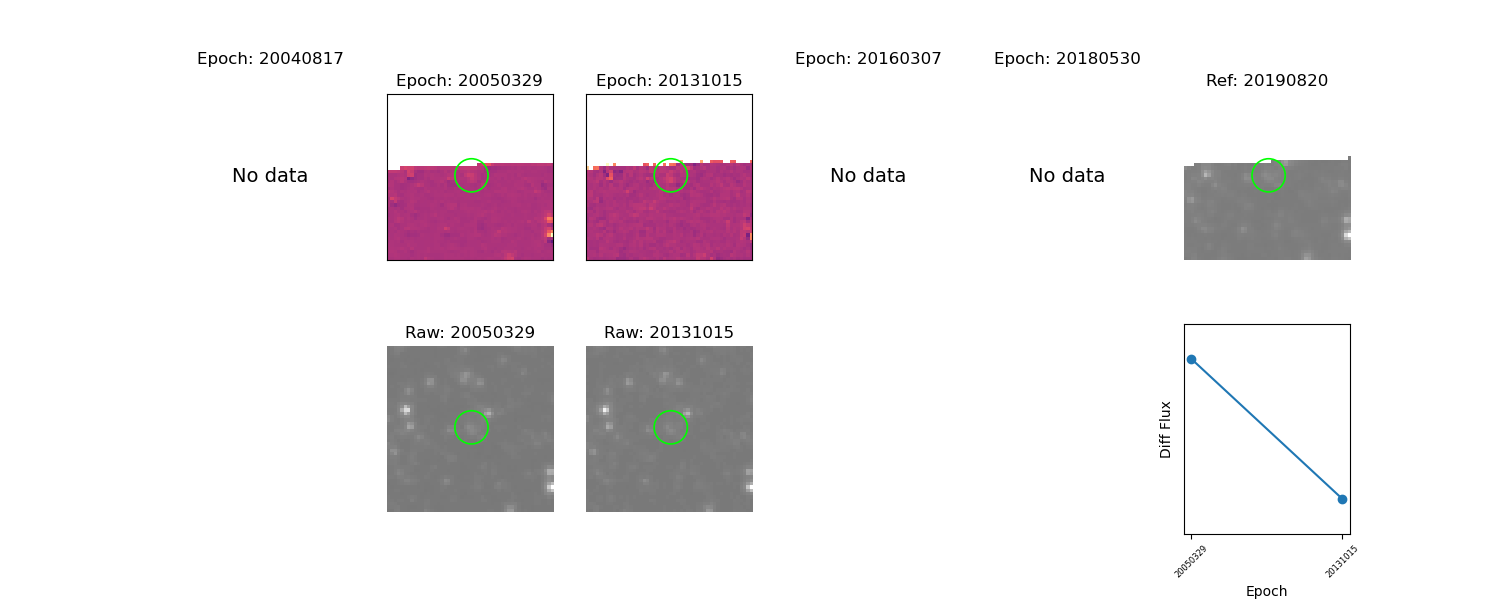 Epoch: 20040817
Epoch: 20050329
Epoch: 20131015
Epoch: 20160307
Epoch: 20180530
Ref: 20190820
No data
No data
No data
Raw: 20050329
Raw: 20131015
Diff Flux
20050329
20131015
Epoch